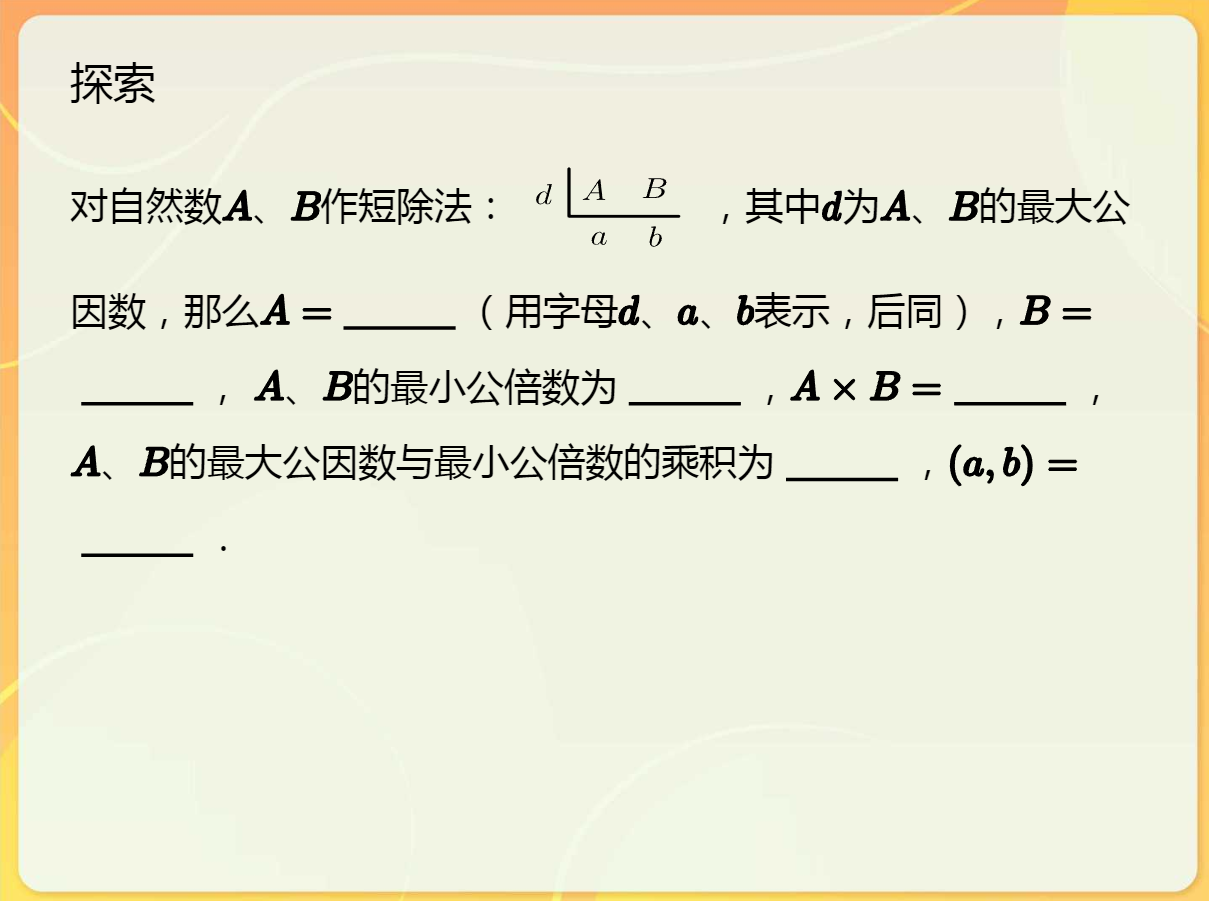 探索
对自然数A、B作短除法： d A B ，其中d为A、B的最大公
a b
因数，那么A = ______ （用字母d、a、b表示，后同），B =
______ ， A、B的最小公倍数为 ______ ，A × B = ______ ，
A、B的最大公因数与最小公倍数的乘积为 ______ ，(a, b) =
______ .